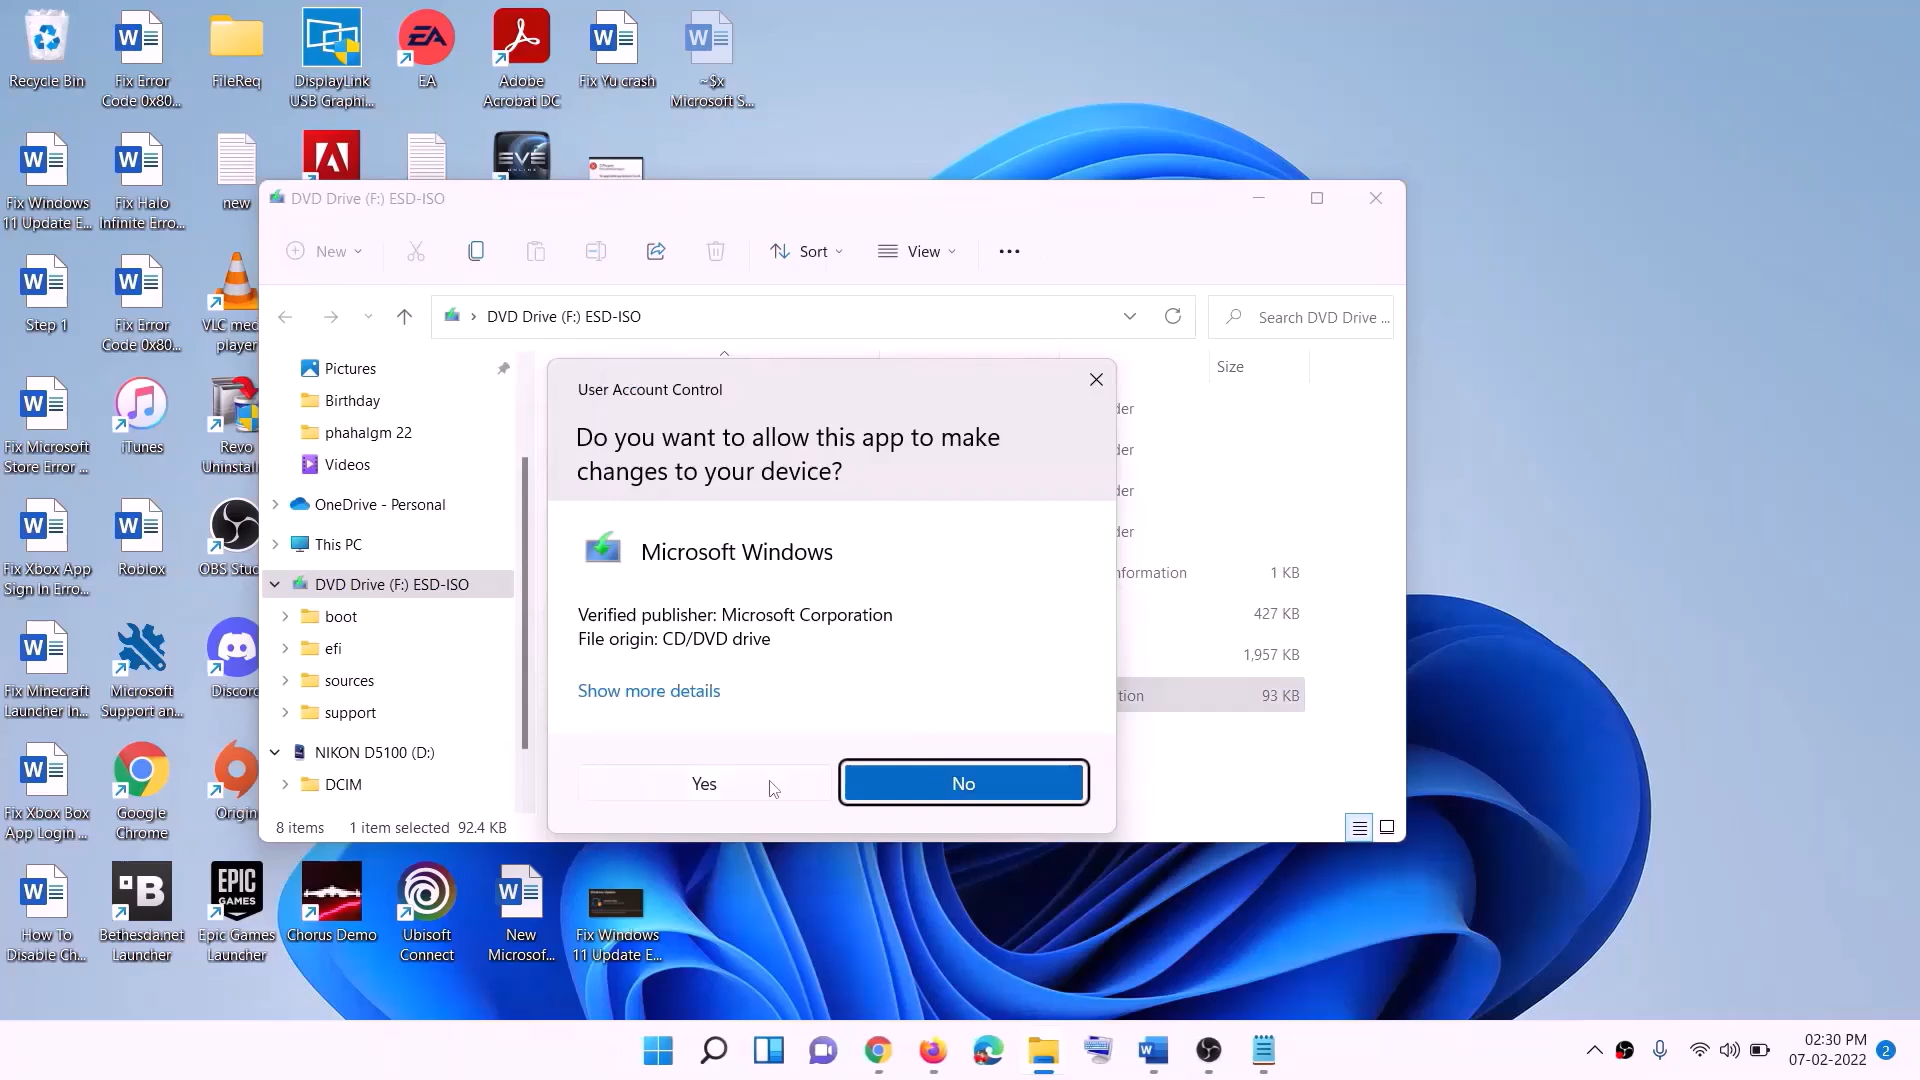 Recycle Bin
Fix Error
Code 0x80...
FileReq
DisplayLink
USB Graphi...
EA
Adobe
Acrobat DC
Fix Yu crash
~$x
Microsoft S...
Fix Windows
11 Update E...
Fix Halo
Infinite Erro...
new
EVE
ONLINE
Step 1
Fix Error
Code 0x80...
VLC med
player
Fix Microsoft
Store Error ...
iTunes
Revo
Uninstall
Fix Xbox App
Sign In Erro...
Roblox
OBS Stud
Fix Minecraft
Launcher in...
Microsoft
Support an...
Discord
Fix Xbox Box
App Login ...
Google
Chrome
Origin
How To
Disable Ch...
Bethesda.net
Launcher
EPIC
GAMES
Epic Games
Launcher
Chorus Demo
Ubisoft
Connect
New
Microsof...
Fix Windows
11 Update E...
DVD Drive (F:) ESD-ISO
New
Sort
View
DVD Drive (F:) ESD-ISO
Search DVD Drive ...
Pictures
Birthday
phahalgm 22
Videos
OneDrive - Personal
This PC
DVD Drive (F:) ESD-ISO
boot
efi
sources
support
NIKON D5100 (D:)
DCIM
Size
der
der
der
der
nformation 1 KB
427 KB
1,957 KB
tion 93 KB
8 items 1 item selected 92.4 KB
User Account Control
Do you want to allow this app to make
changes to your device?
Microsoft Windows
Verified publisher: Microsoft Corporation
File origin: CD/DVD drive
Show more details
Yes No
02:30 PM
07-02-2022
2